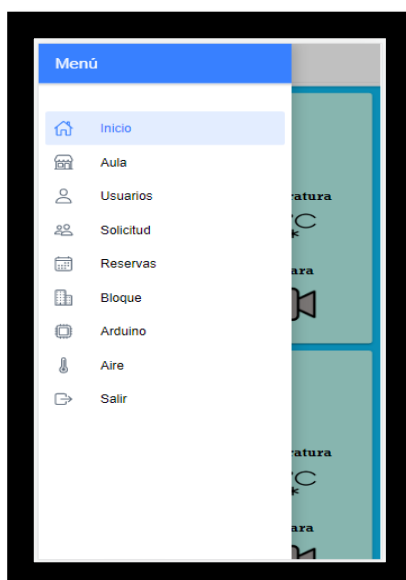 Menú
Inicio
Aula
Usuarios
Solicitud
Reservas
Bloque
Arduino
Aire
Salir
ratura
°C
ara
ratura
°C
ara